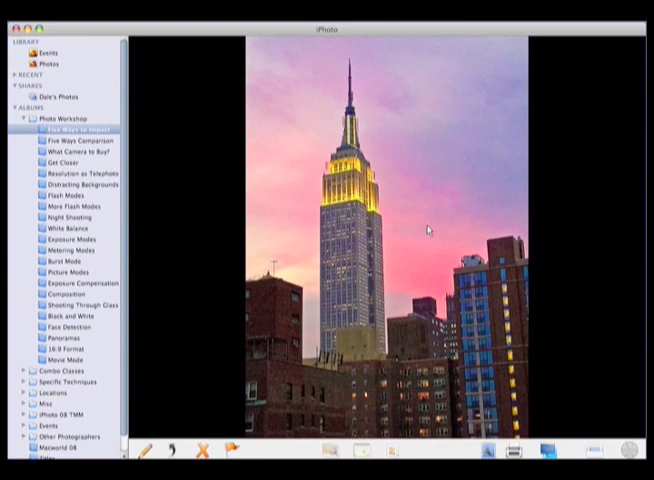 iPhoto
LIBRARY
Events
Photos
RECENT
SHARES
Dale's Photos
ALBUMS
Photo Workshop
Five Ways to Impact
Five Ways Comparison
What Camera to Buy?
Get Closer
Resolution as Telephoto
Distracting Backgrounds
Flash Modes
More Flash Modes
Night Shooting
White Balance
Exposure Modes
Metering Modes
Burst Mode
Picture Modes
Exposure Compensation
Composition
Shooting Through Glass
Black and White
Face Detection
Panoramas
16:9 Format
Movie Mode
Combo Classes
Specific Techniques
Locations
Misc
iPhoto 08 TMM
Events
Other Photographers
Macworld 08